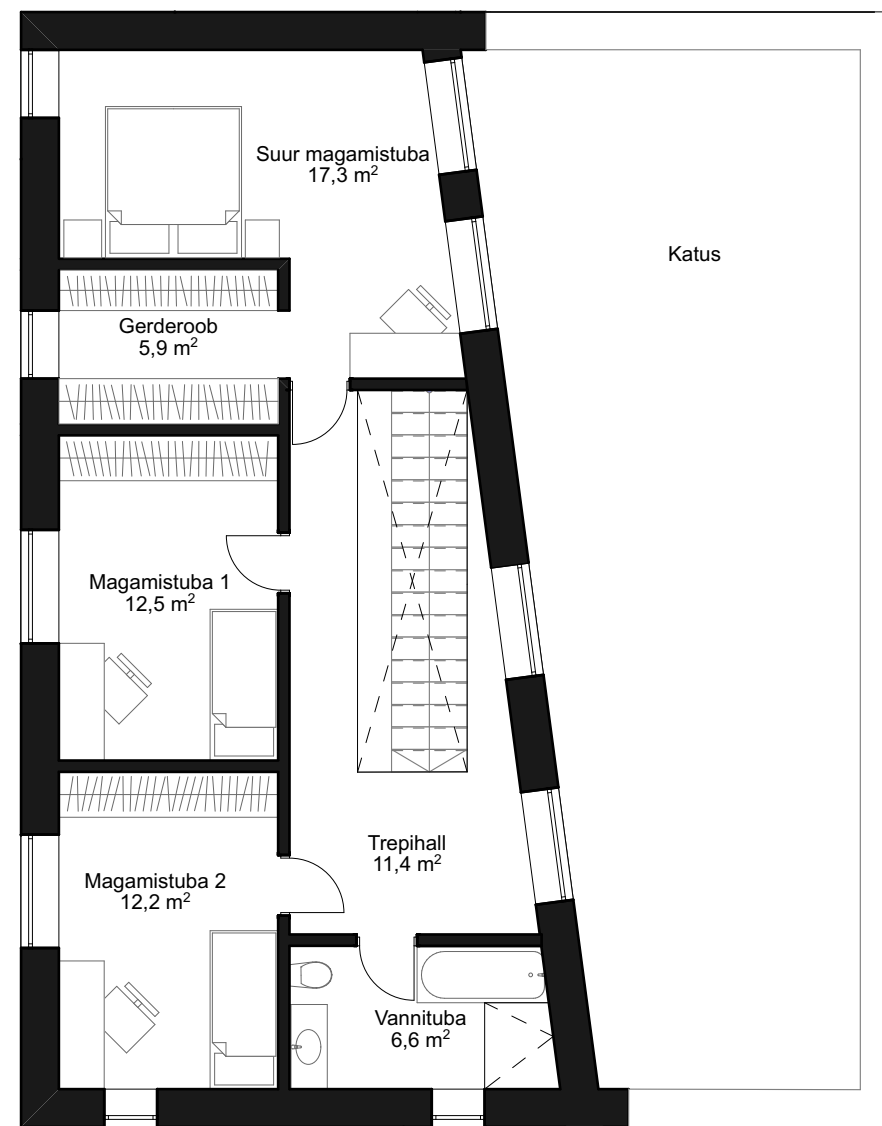 Suur magamistuba
17,3 m²
Katus
Gerderoob
5,9 m²
Magamistuba 1
12,5 m²
Trepihall
11,4 m²
Magamistuba 2
12,2 m²
Vannituba
6,6 m²